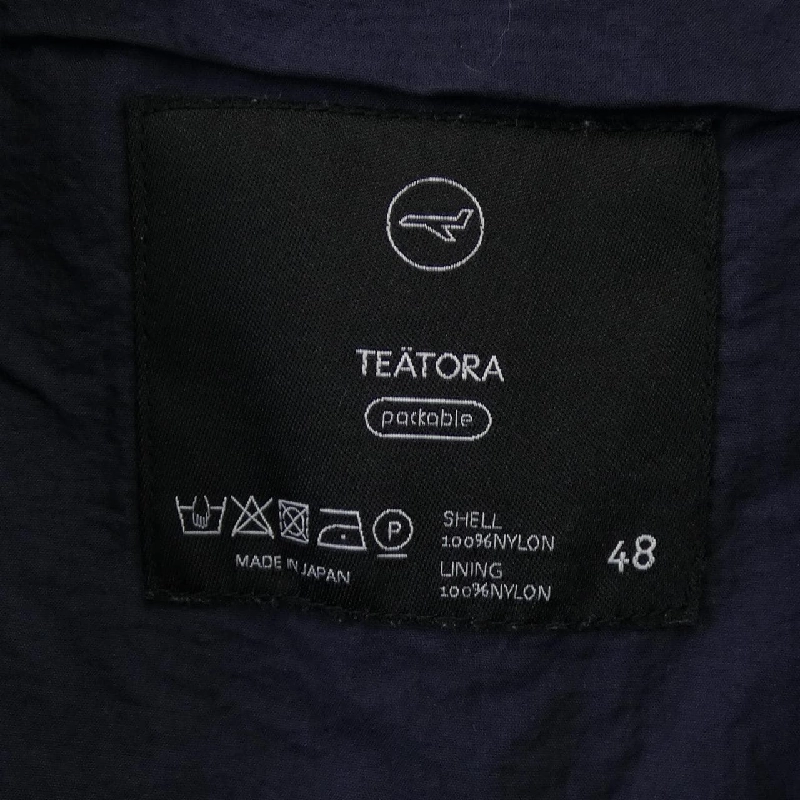 TEÄTORA
packable
P
MADE IN JAPAN
SHELL
100%NYLON
LINING
100%NYLON
48